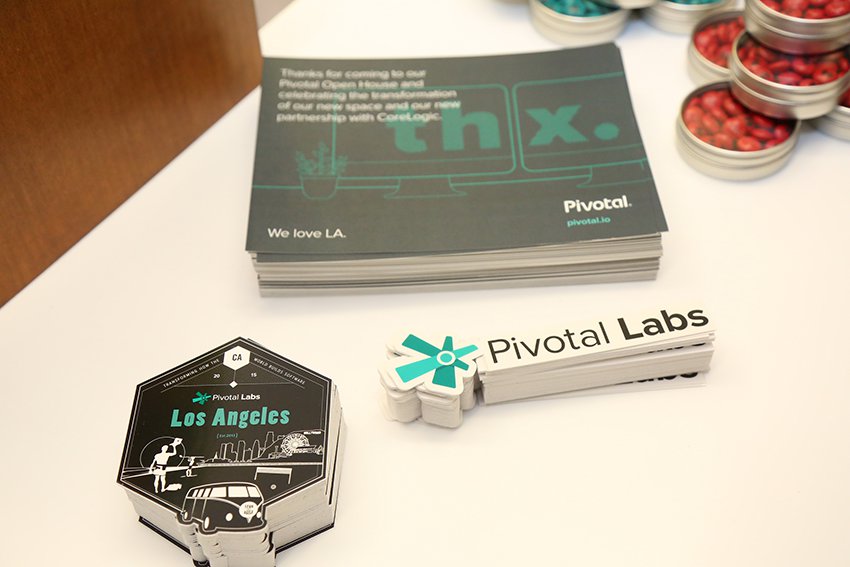 Thanks for coming to our
Pivotal Open House and
celebrating the transformation
of our new space and our new
partnership with CoreLogic.
thx.
Pivotal.
pivotal.io
We love LA.
Pivotal Labs
CA
TRANSFORMING HOW THE WORLD BUILDS SOFTWARE
20 15
Pivotal Labs
Los Angeles